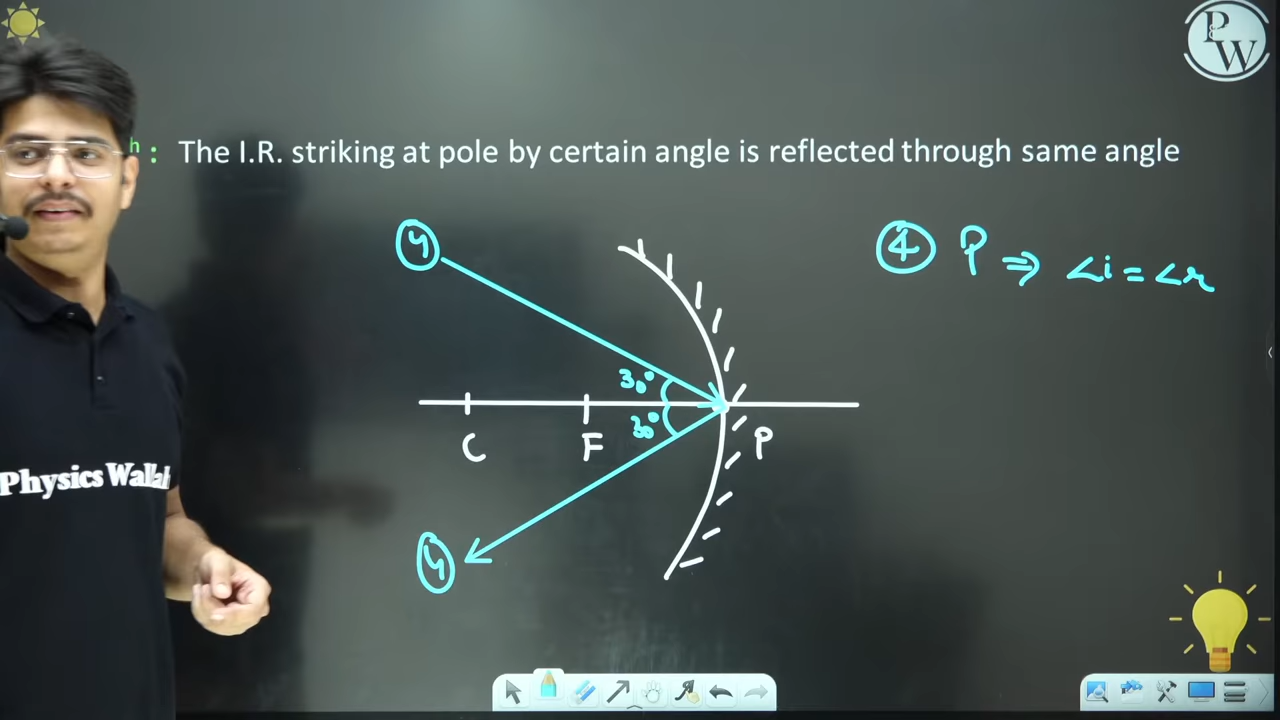 P
W
h : The I.R. striking at pole by certain angle is reflected through same angle
4
④ P ⇒ ∠i = ∠r
30°
30°
C F P
Physics Wallah
4